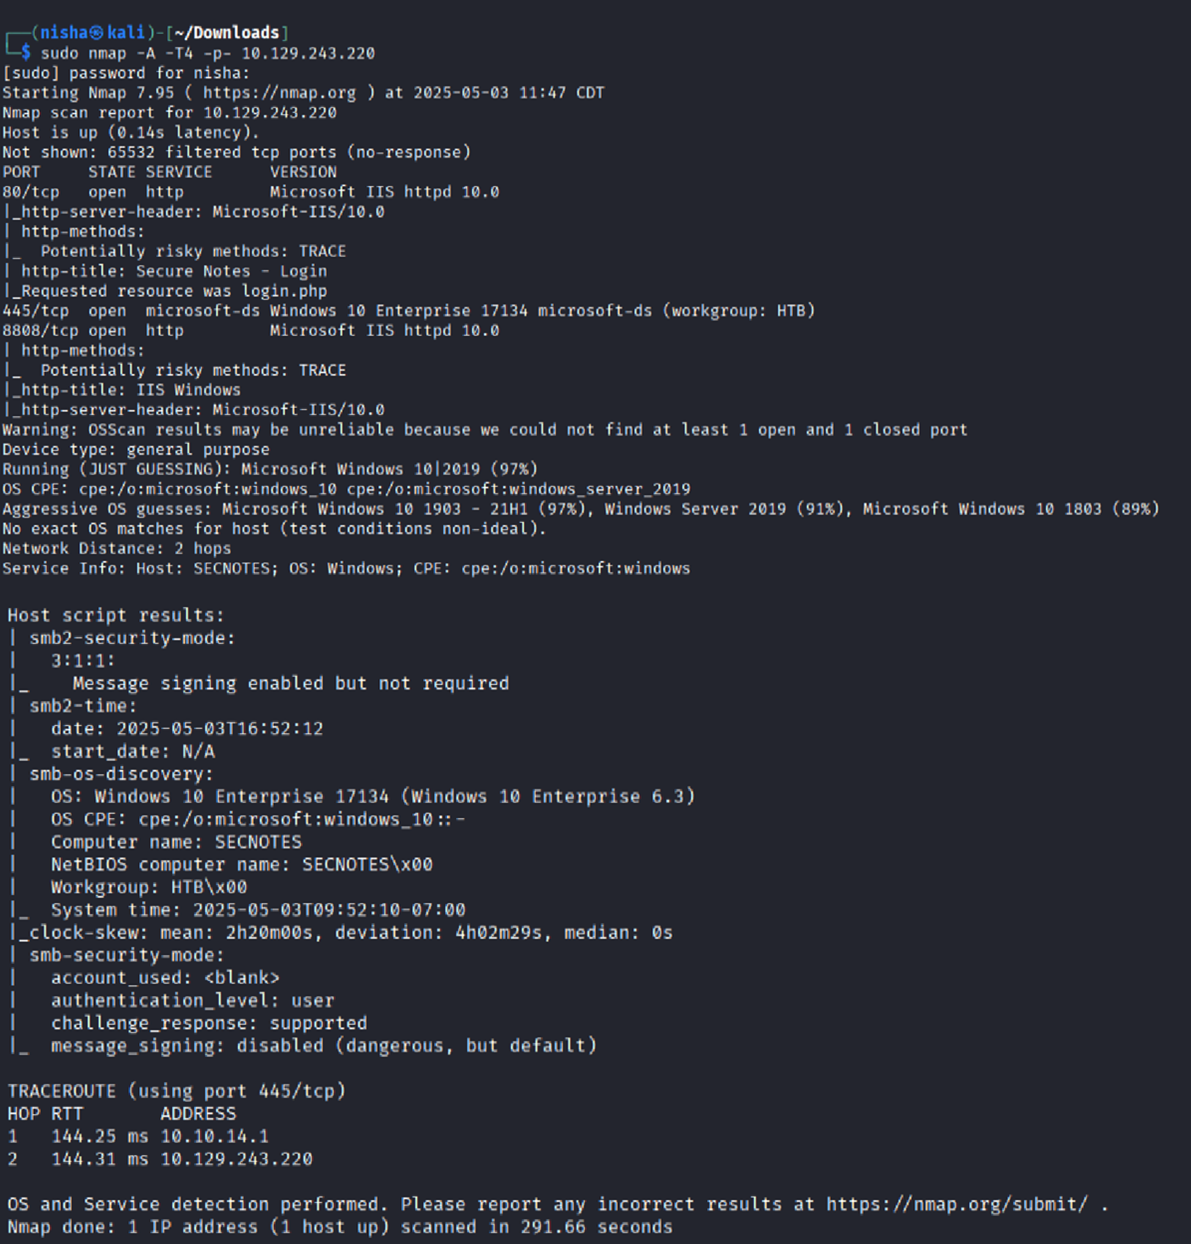 ┌──(nisha㉿kali)-[~/Downloads]
└─$ sudo nmap -A -T4 -p- 10.129.243.220
[sudo] password for nisha:
Starting Nmap 7.95 ( https://nmap.org ) at 2025-05-03 11:47 CDT
Nmap scan report for 10.129.243.220
Host is up (0.14s latency).
Not shown: 65532 filtered tcp ports (no-response)
PORT     STATE SERVICE      VERSION
80/tcp   open  http         Microsoft IIS httpd 10.0
|_http-server-header: Microsoft-IIS/10.0
| http-methods:
|_  Potentially risky methods: TRACE
| http-title: Secure Notes - Login
|_Requested resource was login.php
445/tcp  open  microsoft-ds Windows 10 Enterprise 17134 microsoft-ds (workgroup: HTB)
8808/tcp open  http         Microsoft IIS httpd 10.0
| http-methods:
|_  Potentially risky methods: TRACE
|_http-title: IIS Windows
|_http-server-header: Microsoft-IIS/10.0
Warning: OSScan results may be unreliable because we could not find at least 1 open and 1 closed port
Device type: general purpose
Running (JUST GUESSING): Microsoft Windows 10|2019 (97%)
OS CPE: cpe:/o:microsoft:windows_10 cpe:/o:microsoft:windows_server_2019
Aggressive OS guesses: Microsoft Windows 10 1903 - 21H1 (97%), Windows Server 2019 (91%), Microsoft Windows 10 1803 (89%)
No exact OS matches for host (test conditions non-ideal).
Network Distance: 2 hops
Service Info: Host: SECNOTES; OS: Windows; CPE: cpe:/o:microsoft:windows
Host script results:
| smb2-security-mode:
|   3:1:1:
|_    Message signing enabled but not required
| smb2-time:
|   date: 2025-05-03T16:52:12
|_  start_date: N/A
| smb-os-discovery:
|   OS: Windows 10 Enterprise 17134 (Windows 10 Enterprise 6.3)
|   OS CPE: cpe:/o:microsoft:windows_10::-
|   Computer name: SECNOTES
|   NetBIOS computer name: SECNOTES\x00
|   Workgroup: HTB\x00
|_  System time: 2025-05-03T09:52:10-07:00
|_clock-skew: mean: 2h20m00s, deviation: 4h02m29s, median: 0s
| smb-security-mode:
|   account_used: <blank>
|   authentication_level: user
|   challenge_response: supported
|_  message_signing: disabled (dangerous, but default)
TRACEROUTE (using port 445/tcp)
HOP RTT       ADDRESS
1   144.25 ms 10.10.14.1
2   144.31 ms 10.129.243.220
OS and Service detection performed. Please report any incorrect results at https://nmap.org/submit/ .
Nmap done: 1 IP address (1 host up) scanned in 291.66 seconds